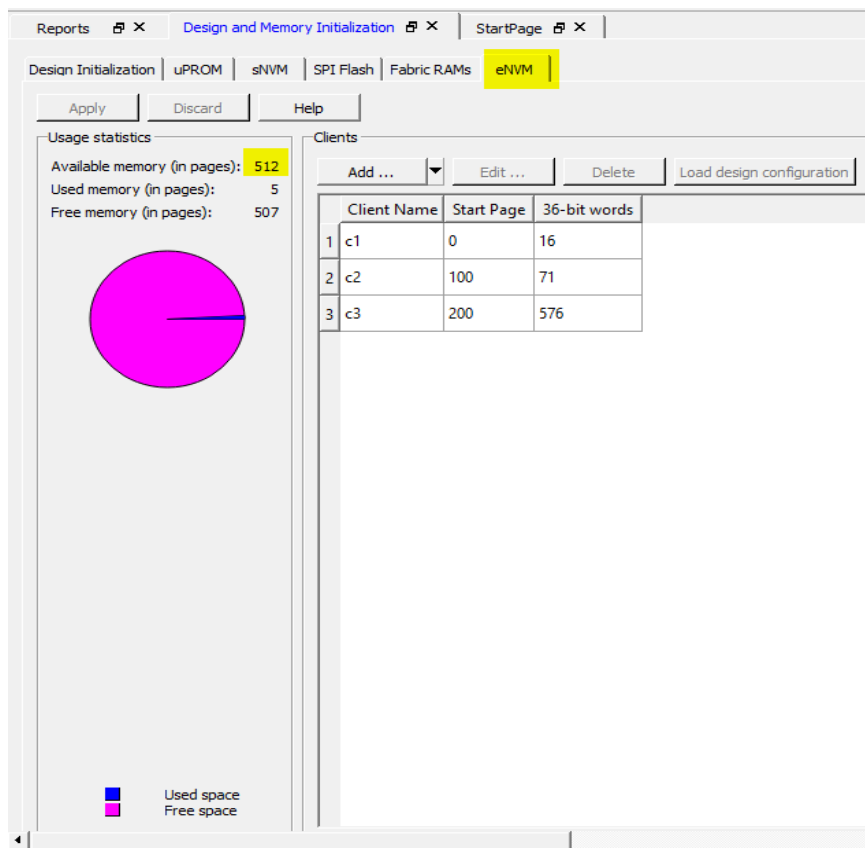 Reports
Design and Memory Initialization
StartPage
Design Initialization
uPROM
sNVM
SPI Flash
Fabric RAMs
eNVM
Apply
Discard
Help
Usage statistics
Available memory (in pages): 512
Used memory (in pages): 5
Free memory (in pages): 507
Used space
Free space
Clients
Add ...
Edit ...
Delete
Load design configuration
Client Name Start Page 36-bit words
1 c1 0 16
2 c2 100 71
3 c3 200 576